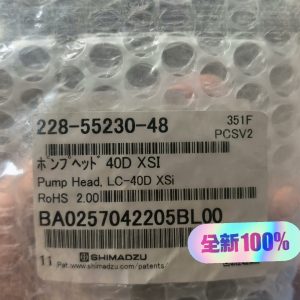 228-55230-48
351F
PCSV2
ポンプヘッド 40D XSI
Pump Head, LC-40D XSi
RoHS 2.00
BA0257042205BL00
11
SHIMADZU
Pat.www.shimadzu.com/patents
全新100%